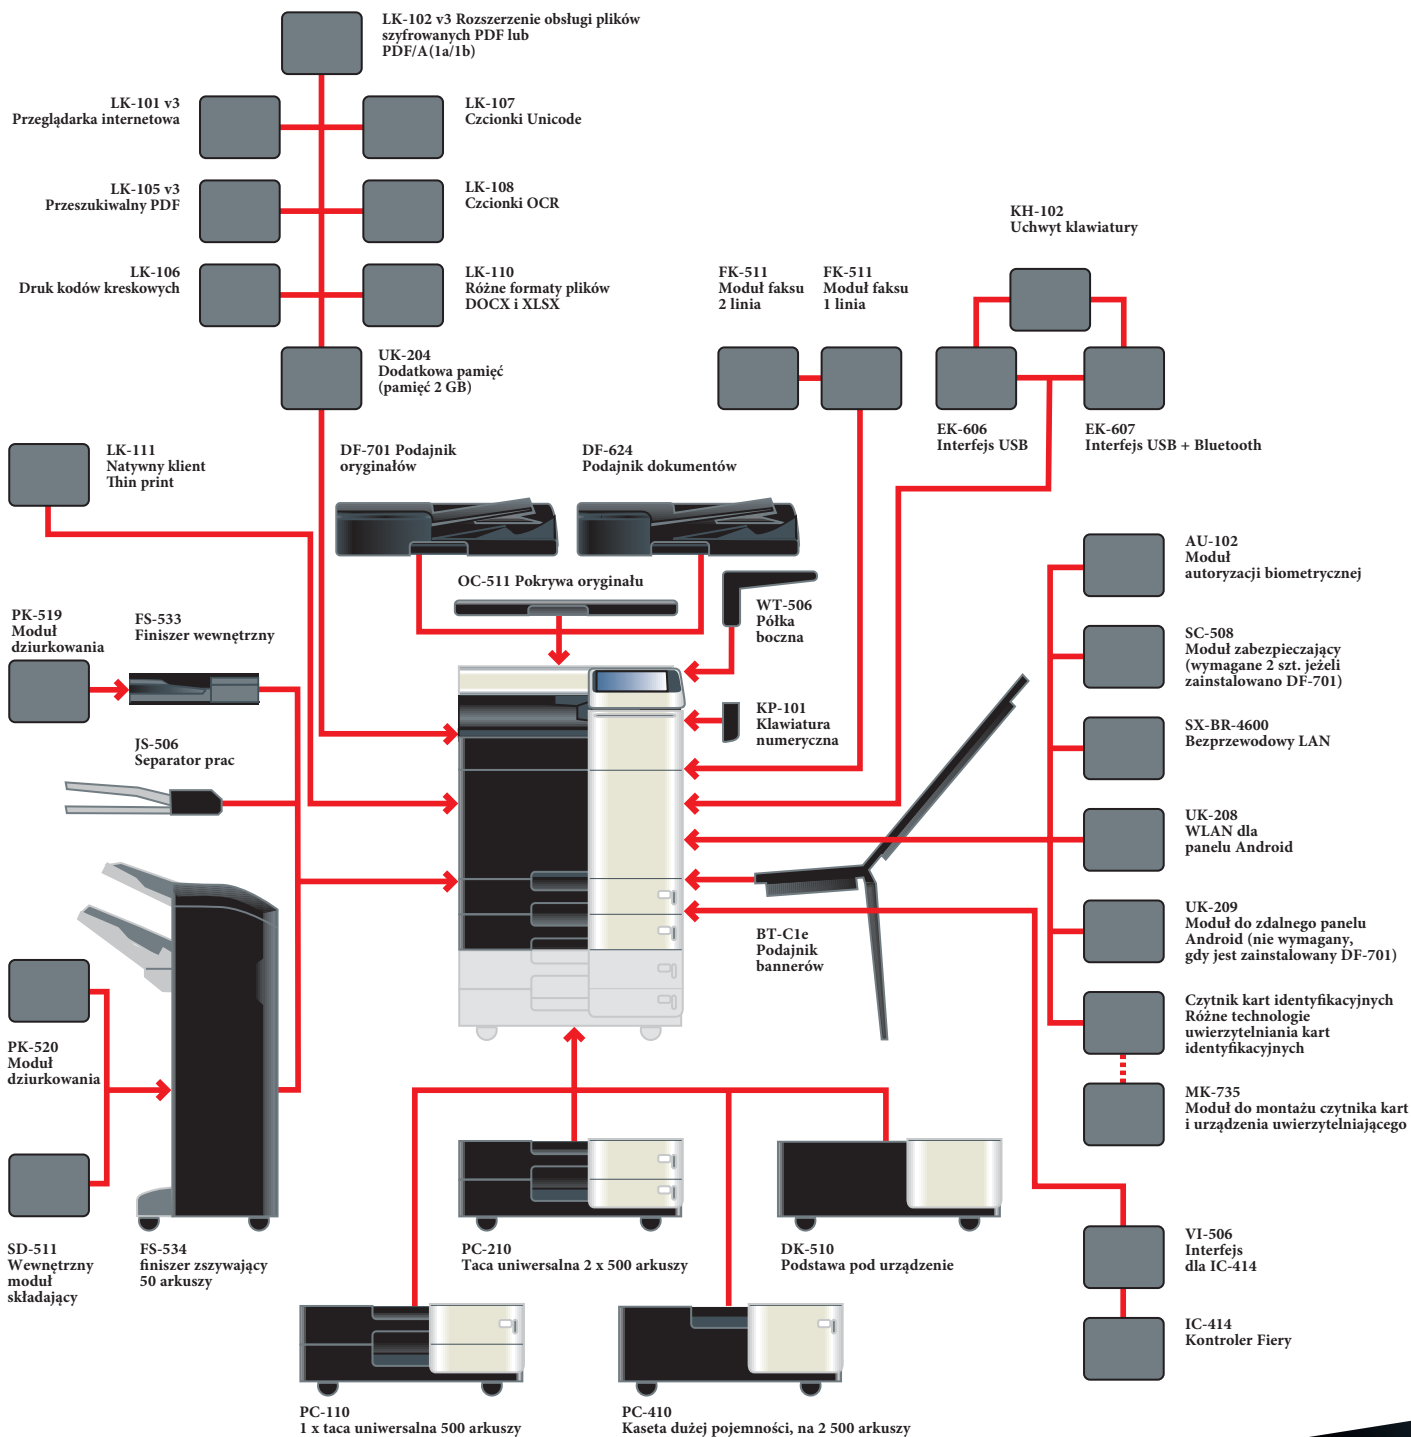 LK-102 v3 Rozszerzenie obsługi plików
szyfrowanych PDF lub
PDF/A(1a/1b)
LK-101 v3
Przeglądarka internetowa
LK-107
Czcionki Unicode
LK-105 v3
Przeszukiwalny PDF
LK-108
Czcionki OCR
LK-106
Druk kodów kreskowych
LK-110
Różne formaty plików
DOCX i XLSX
UK-204
Dodatkowa pamięć
(pamięć 2 GB)
FK-511
Moduł faksu
2 linia
FK-511
Moduł faksu
1 linia
KH-102
Uchwyt klawiatury
EK-606
Interfejs USB
EK-607
Interfejs USB + Bluetooth
LK-111
Natywny klient
Thin print
DF-701 Podajnik
oryginałów
DF-624
Podajnik dokumentów
OC-511 Pokrywa oryginału
WT-506
Półka
boczna
KP-101
Klawiatura
numeryczna
PK-519
Moduł
dziurkowania
FS-533
Finiszer wewnętrzny
JS-506
Separator prac
AU-102
Moduł
autoryzacji biometrycznej
SC-508
Moduł zabezpieczający
(wymagane 2 szt. jeżeli
zainstalowano DF-701)
SX-BR-4600
Bezprzewodowy LAN
UK-208
WLAN dla
panelu Android
UK-209
Moduł do zdalnego panelu
Android (nie wymagany,
gdy jest zainstalowany DF-701)
BT-C1e
Podajnik
bannerów
Czytnik kart identyfikacyjnych
Różne technologie
uwierzytelniania kart
identyfikacyjnych
MK-735
Moduł do montażu czytnika kart
i urządzenia uwierzytelniającego
PK-520
Moduł
dziurkowania
SD-511
Wewnętrzny
moduł
składający
FS-534
finiszer zszywający
50 arkuszy
PC-210
Taca uniwersalna 2 x 500 arkuszy
DK-510
Podstawa pod urządzenie
VI-506
Interfejs
dla IC-414
IC-414
Kontroler Fiery
PC-110
1 x taca uniwersalna 500 arkuszy
PC-410
Kaseta dużej pojemności, na 2 500 arkuszy